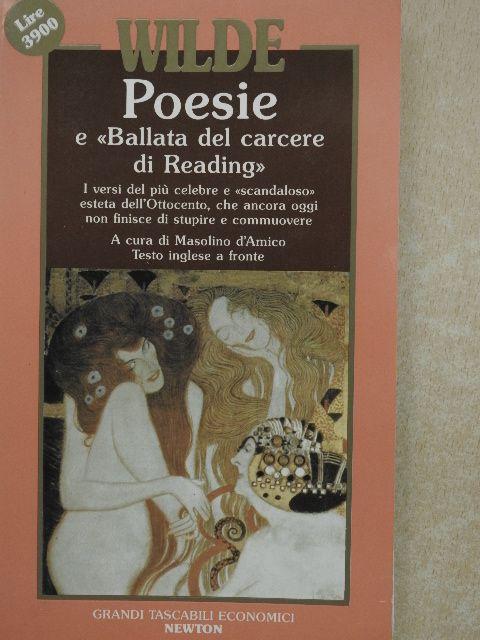 Lire
3900
WILDE
Poesie
e «Ballata del carcere
di Reading»
I versi del più celebre e «scandaloso»
esteta dell'Ottocento, che ancora oggi
non finisce di stupire e commuovere
A cura di Masolino d'Amico
Testo inglese a fronte
GRANDI TASCABILI ECONOMICI
NEWTON